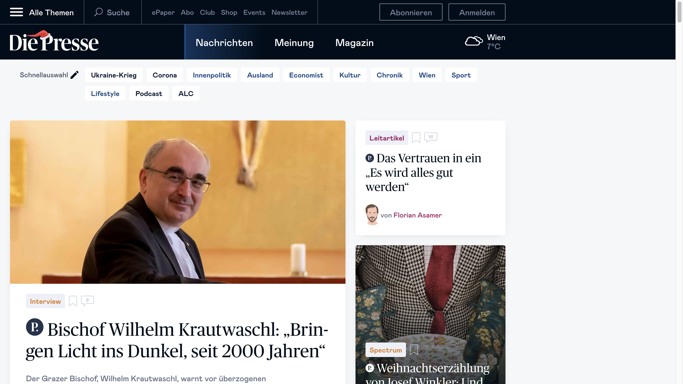 Alle Themen
Suche
ePaper Abo Club Shop Events Newsletter
Abonnieren
Anmelden
Die Presse
Nachrichten Meinung Magazin
Wien
7°C
Schnellauswahl
Ukraine-Krieg Corona Innenpolitik Ausland Economist Kultur Chronik Wien Sport
Lifestyle Podcast ALC
Interview
P. Bischof Wilhelm Krautwaschl: „Brin-
gen Licht ins Dunkel, seit 2000 Jahren“
Der Grazer Bischof, Wilhelm Krautwaschl, warnt vor überzogenen
Leitartikel
P. Das Vertrauen in ein
„Es wird alles gut
werden“
von Florian Asamer
Spectrum
P. Weihnachtserzählung
von Josef Winkler: Und